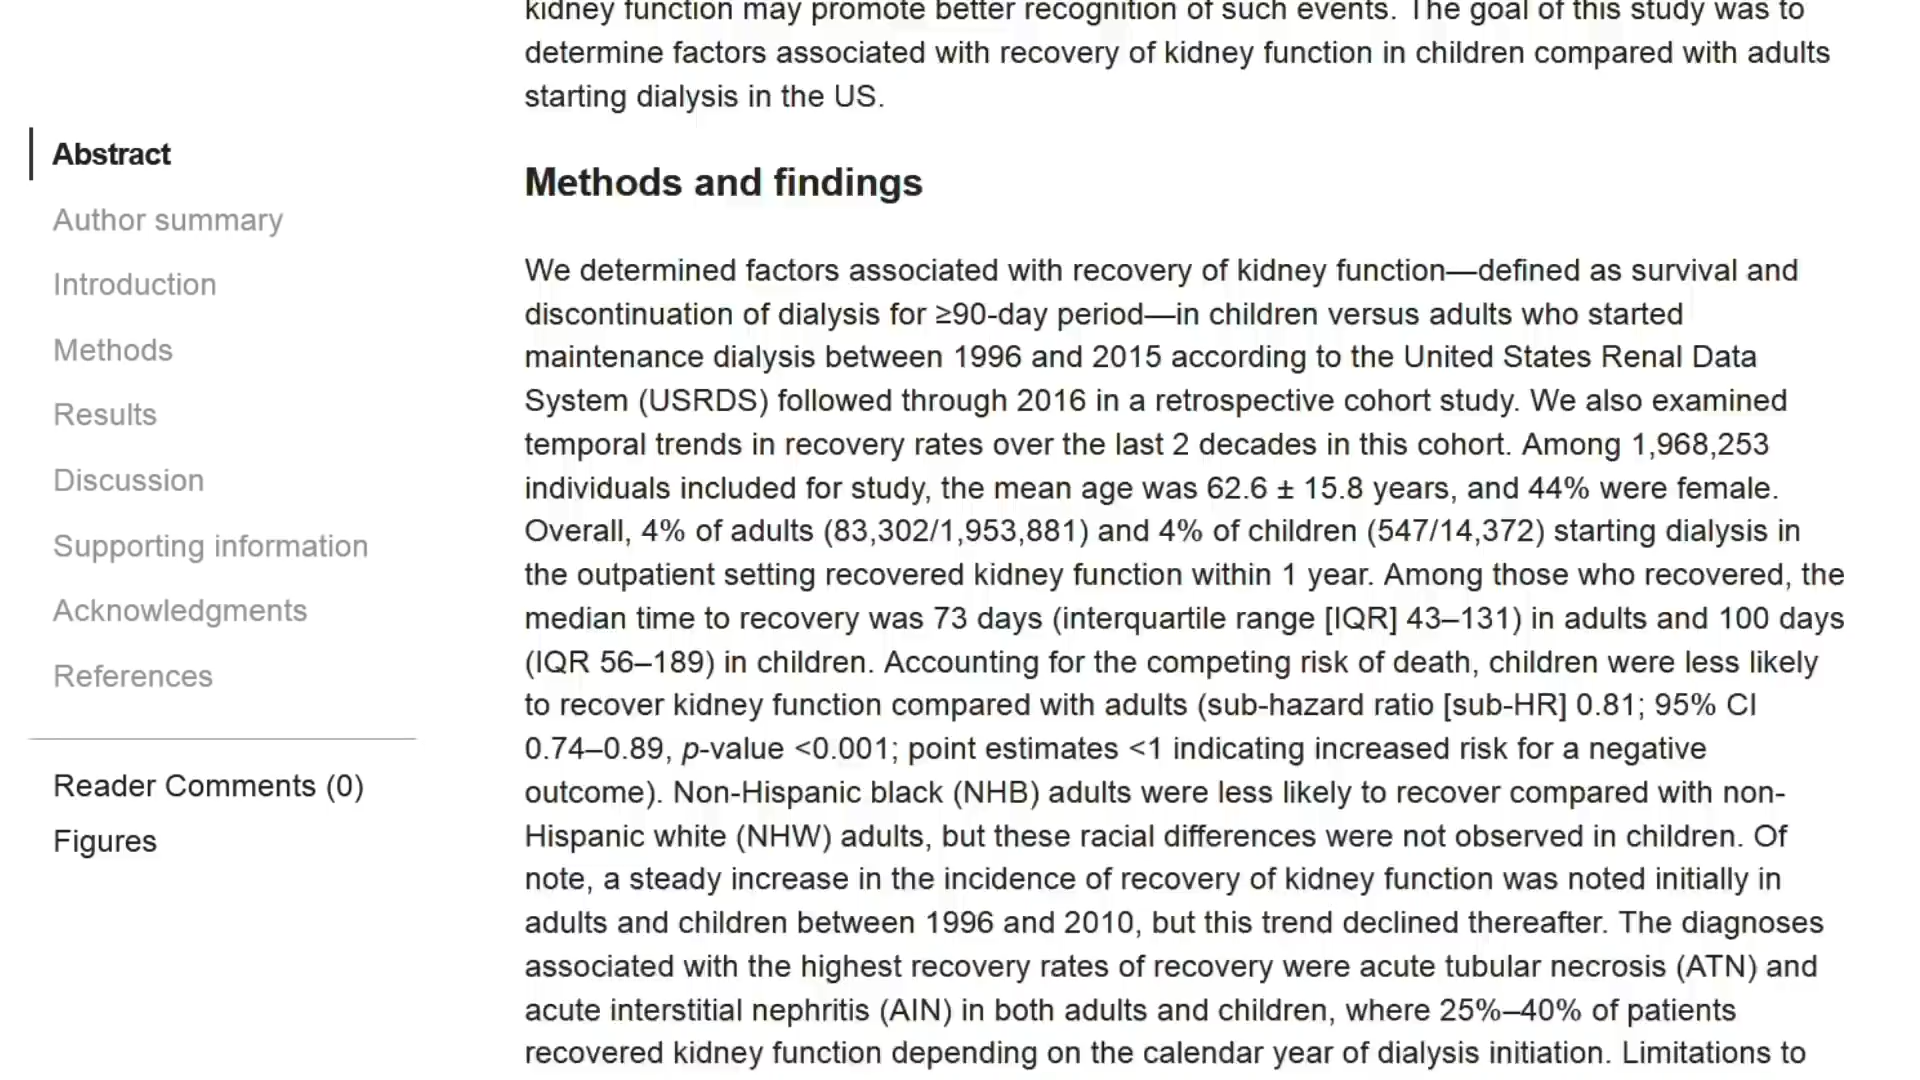 kidney function may promote better recognition of such events. The goal of this study was to
determine factors associated with recovery of kidney function in children compared with adults
starting dialysis in the US.
Abstract
Author summary
Introduction
Methods
Results
Discussion
Supporting information
Acknowledgments
References
Reader Comments (0)
Figures
Methods and findings
We determined factors associated with recovery of kidney function—defined as survival and
discontinuation of dialysis for ≥90-day period—in children versus adults who started
maintenance dialysis between 1996 and 2015 according to the United States Renal Data
System (USRDS) followed through 2016 in a retrospective cohort study. We also examined
temporal trends in recovery rates over the last 2 decades in this cohort. Among 1,968,253
individuals included for study, the mean age was 62.6 ± 15.8 years, and 44% were female.
Overall, 4% of adults (83,302/1,953,881) and 4% of children (547/14,372) starting dialysis in
the outpatient setting recovered kidney function within 1 year. Among those who recovered, the
median time to recovery was 73 days (interquartile range [IQR] 43–131) in adults and 100 days
(IQR 56–189) in children. Accounting for the competing risk of death, children were less likely
to recover kidney function compared with adults (sub-hazard ratio [sub-HR] 0.81; 95% CI
0.74–0.89, p-value <0.001; point estimates <1 indicating increased risk for a negative
outcome). Non-Hispanic black (NHB) adults were less likely to recover compared with non-
Hispanic white (NHW) adults, but these racial differences were not observed in children. Of
note, a steady increase in the incidence of recovery of kidney function was noted initially in
adults and children between 1996 and 2010, but this trend declined thereafter. The diagnoses
associated with the highest recovery rates of recovery were acute tubular necrosis (ATN) and
acute interstitial nephritis (AIN) in both adults and children, where 25%–40% of patients
recovered kidney function depending on the calendar year of dialysis initiation. Limitations to